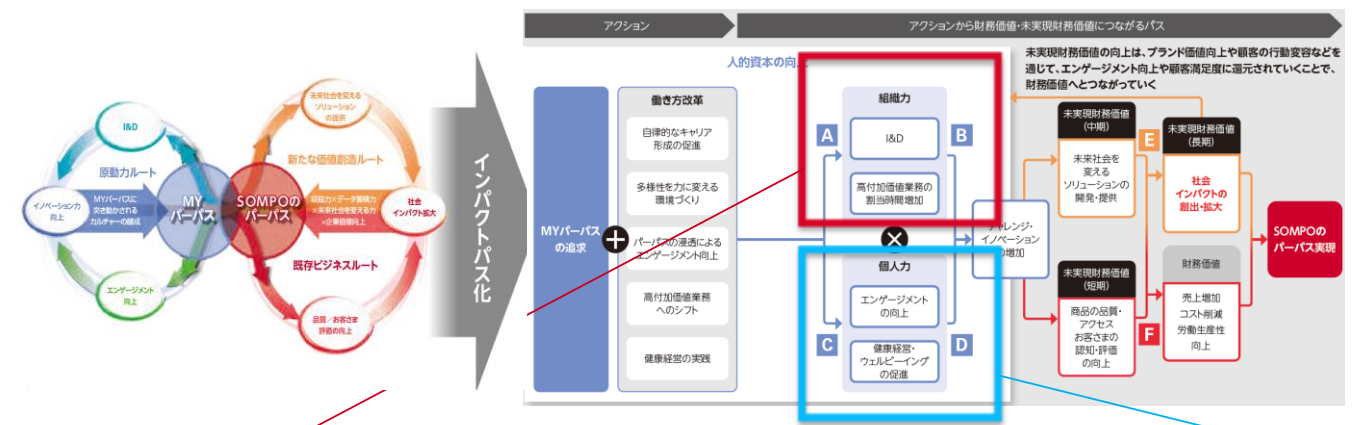 I&D
原動力ルート
イノベーション力
向上
MYパーパスに
突き動かされる
カルチャーの醸成
MY
パーパス
エンゲージメント
向上
未来社会を変える
ソリューション
の提供
新たな価値創造ルート
SOMPOの
パーパス
×未来社会を変える力
=企業価値向上
社会
インパクト拡大
既存ビジネスルート
品質/お客さま
評価の向上
インパクトパス化
アクション
アクションから財務価値・未実現財務価値につながるパス
人的資本の向上
未実現財務価値の向上は、ブランド価値向上や顧客の行動変容などを
通じて、エンゲージメント向上や顧客満足度に還元されていくことで、
財務価値へとつながっていく
MYパーパス
の追求
働き方改革
自律的なキャリア
形成の促進
多様性を力に変える
環境づくり
パーパスの浸透による
エンゲージメント向上
高付加価値業務
へのシフト
健康経営の実践
A
B
組織力
I&D
高付加価値業務の
割当時間増加
個人力
エンゲージメント
の向上
健康経営・
ウェルビーイング
の促進
C
D
チャレンジ・
イノベーション
の増加
未実現財務価値
(中期)
未来社会を
変える
ソリューションの
開発・提供
E
未実現財務価値
(長期)
社会
インパクトの
創出・拡大
未実現財務価値
(短期)
商品の品質・
アクセス
お客さまの
認知・評価
の向上
F
財務価値
売上増加
コスト削減
労働生産性
向上
SOMPOの
パーパス実現